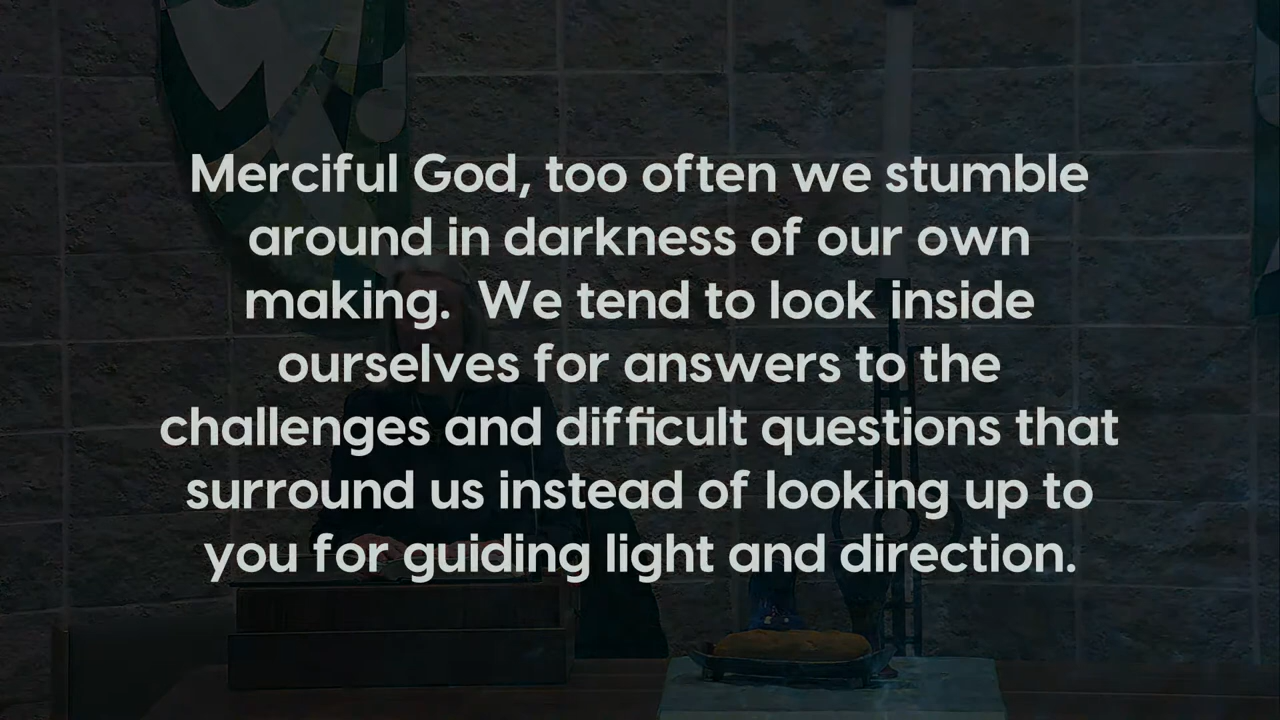 Merciful God, too often we stumble
around in darkness of our own
making.  We tend to look inside
ourselves for answers to the
challenges and difficult questions that
surround us instead of looking up to
you for guiding light and direction.